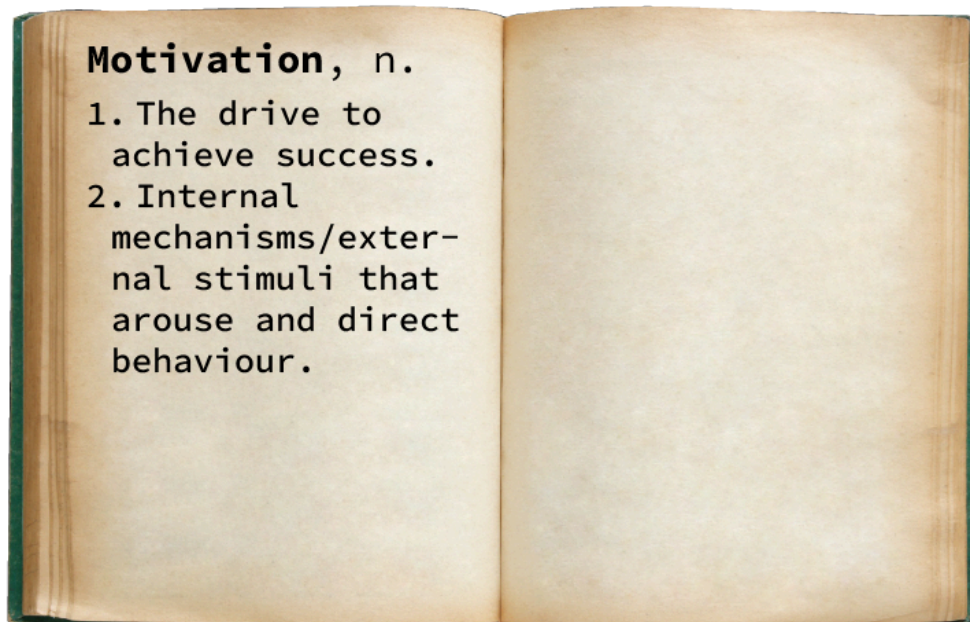 Motivation, n.
1. The drive to
achieve success.
2. Internal
mechanisms/exter-
nal stimuli that
arouse and direct
behaviour.